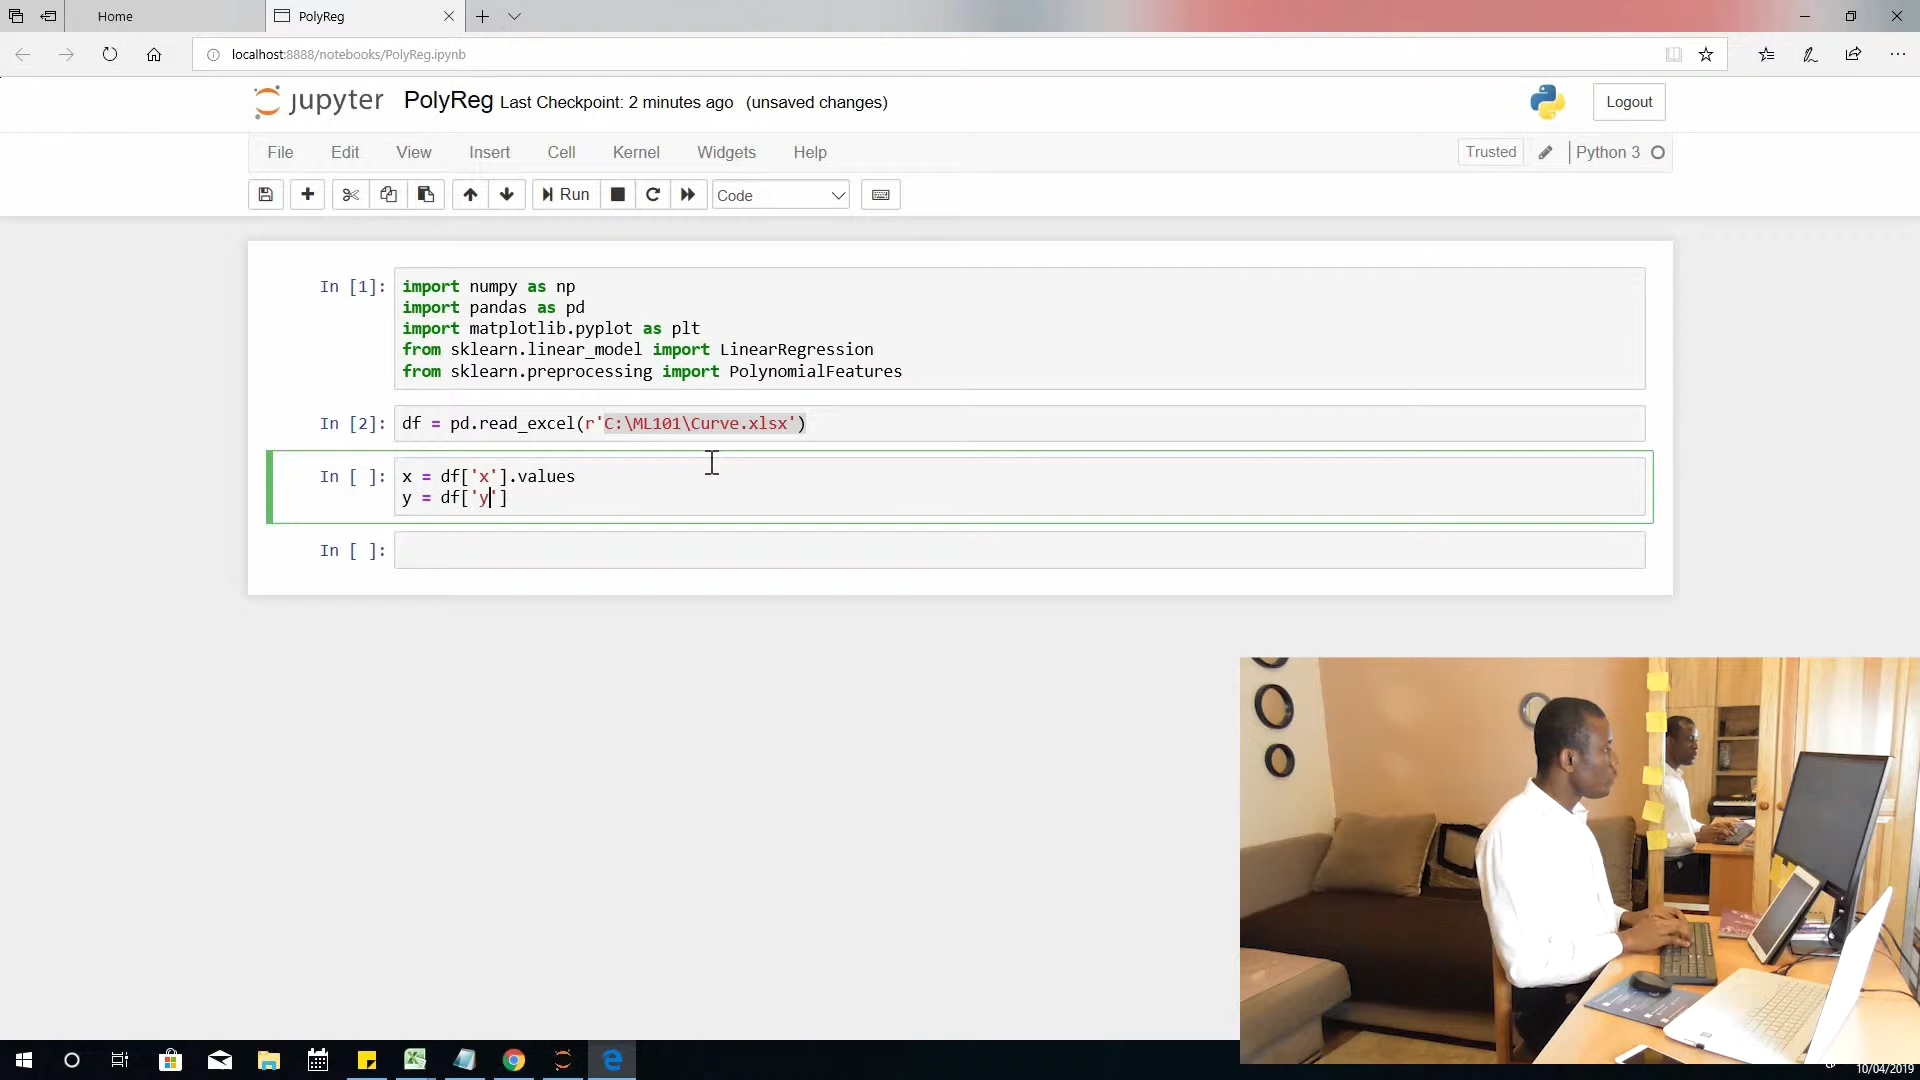 Home
PolyReg
localhost:8888/notebooks/PolyReg.ipynb
jupyter PolyReg Last Checkpoint: 2 minutes ago (unsaved changes)
Logout
File Edit View Insert Cell Kernel Widgets Help
Trusted
Python 3
Run
Code
In [1]:
import numpy as np
import pandas as pd
import matplotlib.pyplot as plt
from sklearn.linear_model import LinearRegression
from sklearn.preprocessing import PolynomialFeatures
In [2]:
df = pd.read_excel(r'C:\ML101\Curve.xlsx')
In [ ]:
x = df['x'].values
y = df['y']
In [ ]:
10/04/2019